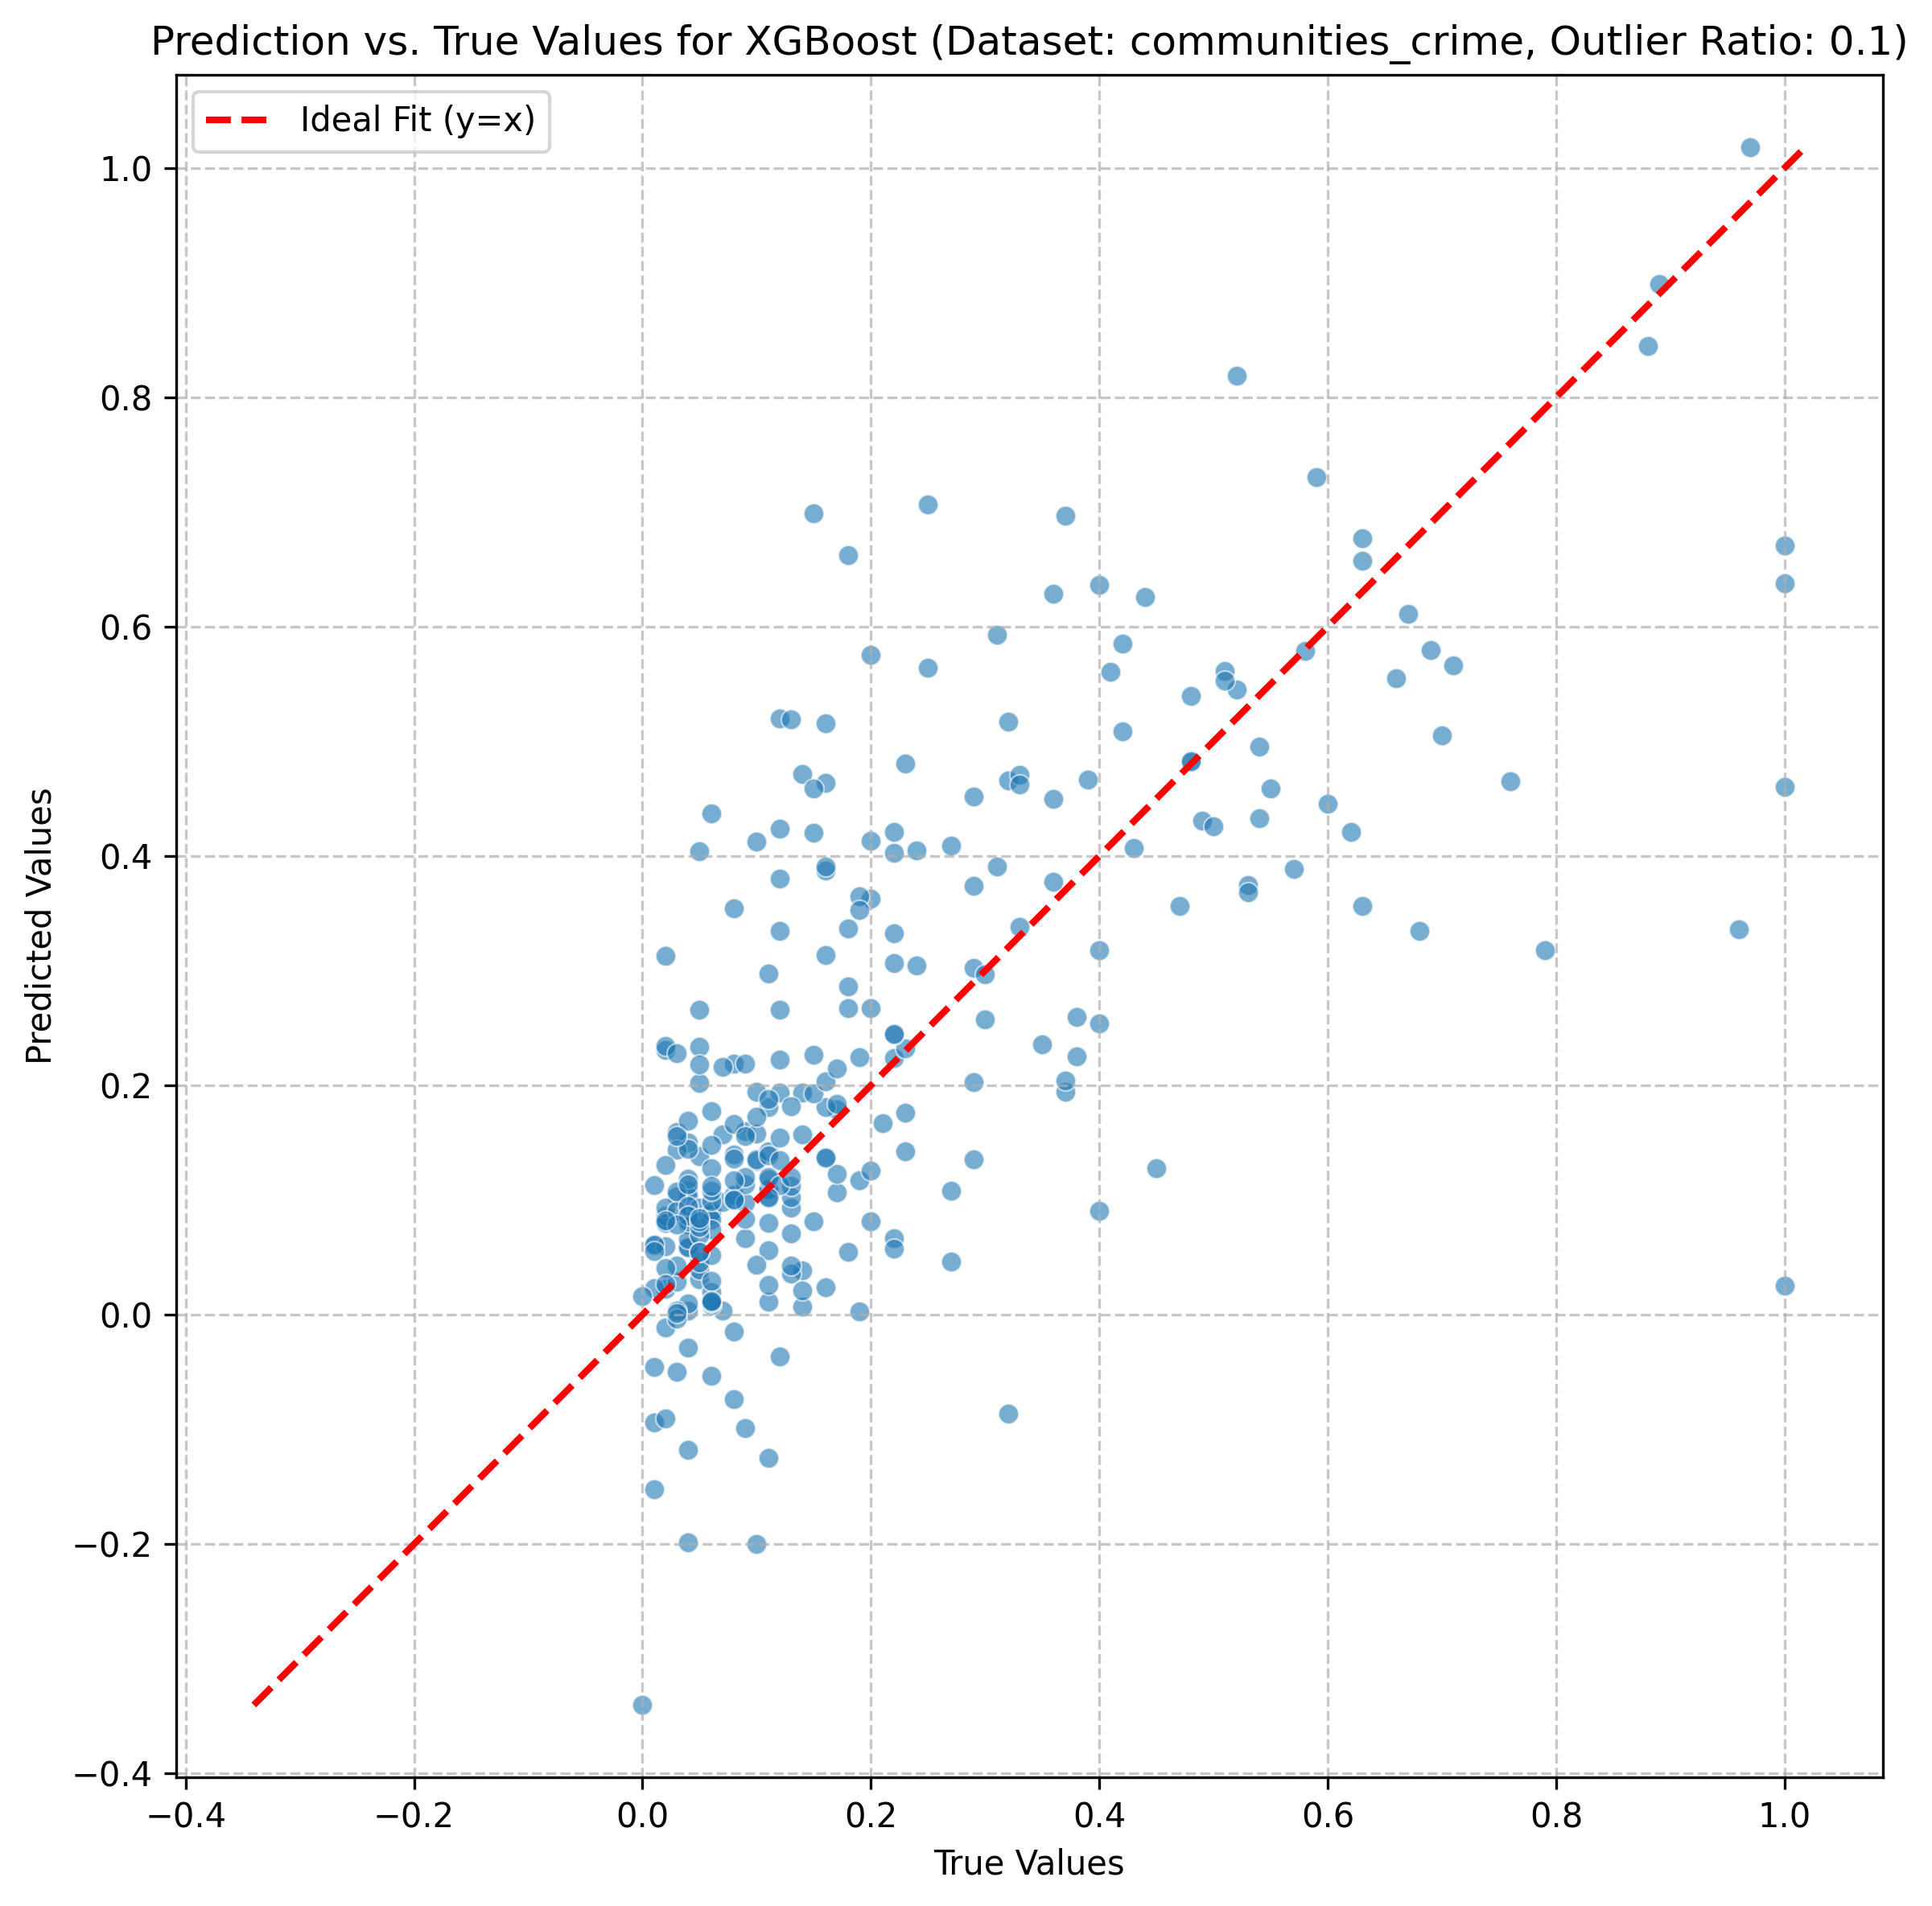 Prediction vs. True Values for XGBoost (Dataset: communities_crime, Outlier Ratio: 0.1)
Ideal Fit (y=x)
1.0
0.8
0.6
0.4
0.2
0.0
−0.2
−0.4
Predicted Values
−0.4 −0.2 0.0 0.2 0.4 0.6 0.8 1.0
True Values